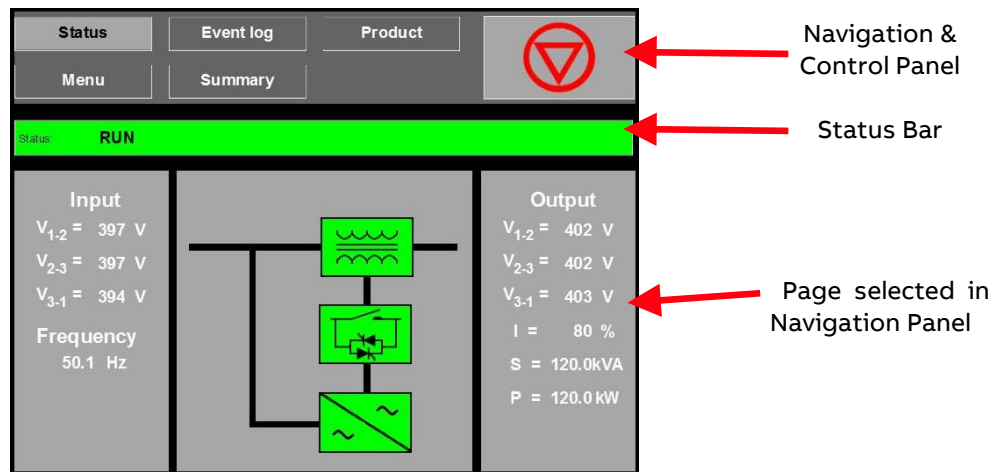 Status Event log Product
Menu Summary
Navigation &
Control Panel
Status: RUN
Status Bar
Input
V1-2 = 397 V
V2-3 = 397 V
V3-1 = 394 V
Frequency
50.1 Hz
Output
V1-2 = 402 V
V2-3 = 402 V
V3-1 = 403 V
I = 80 %
S = 120.0kVA
P = 120.0 kW
Page selected in
Navigation Panel